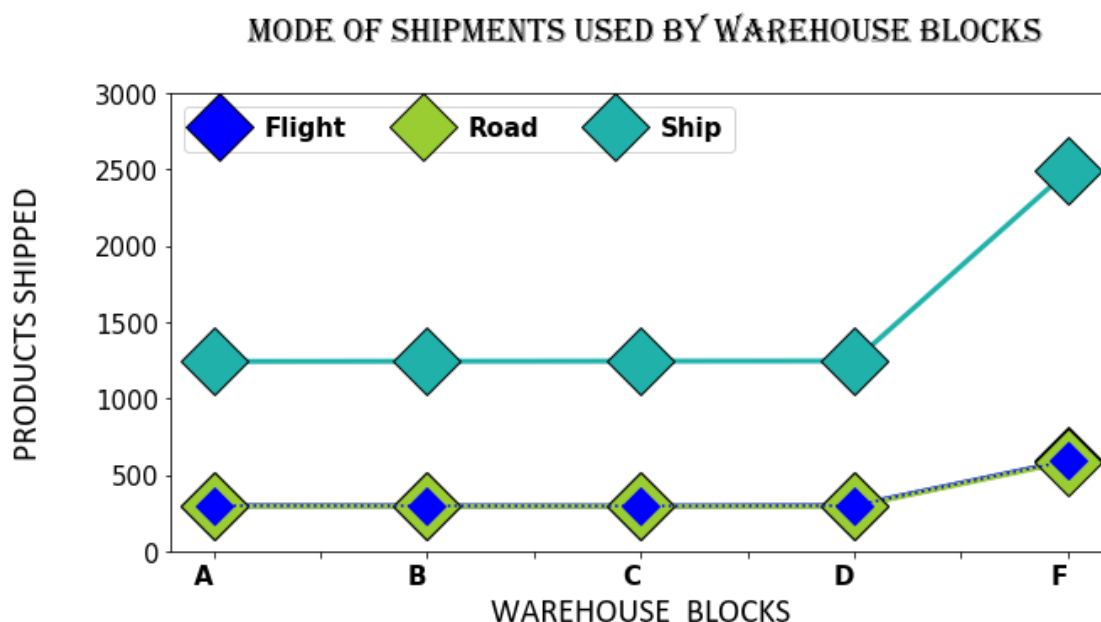 MODE OF SHIPMENTS USED BY WAREHOUSE BLOCKS
3000
Flight Road Ship
2500
2000
1500
1000
500
0
PRODUCTS SHIPPED
A B C D F
WAREHOUSE BLOCKS